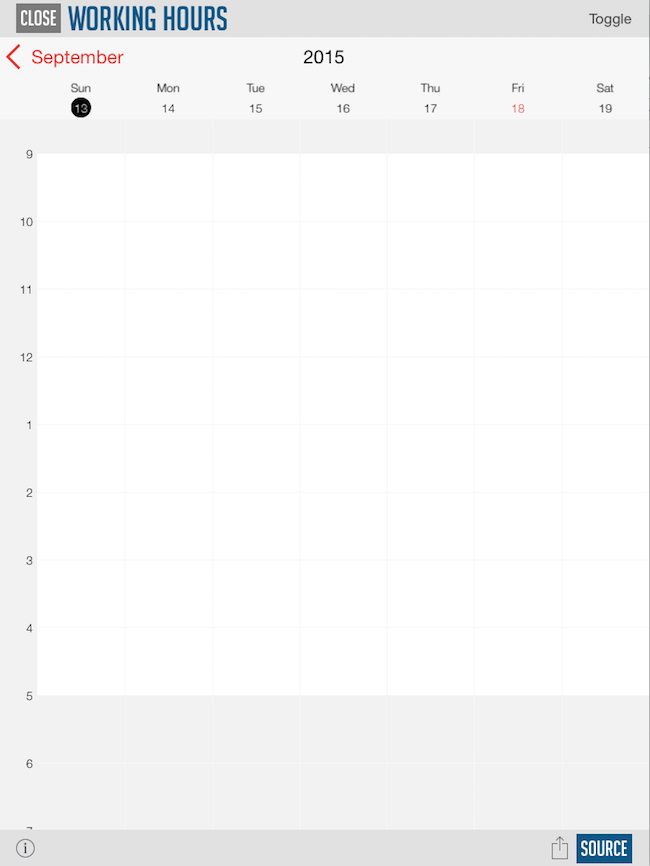 CLOSE WORKING HOURS Toggle
September 2015
Sun Mon Tue Wed Thu Fri Sat
13 14 15 16 17 18 19
9
10
11
12
1
2
3
4
5
6
SOURCE